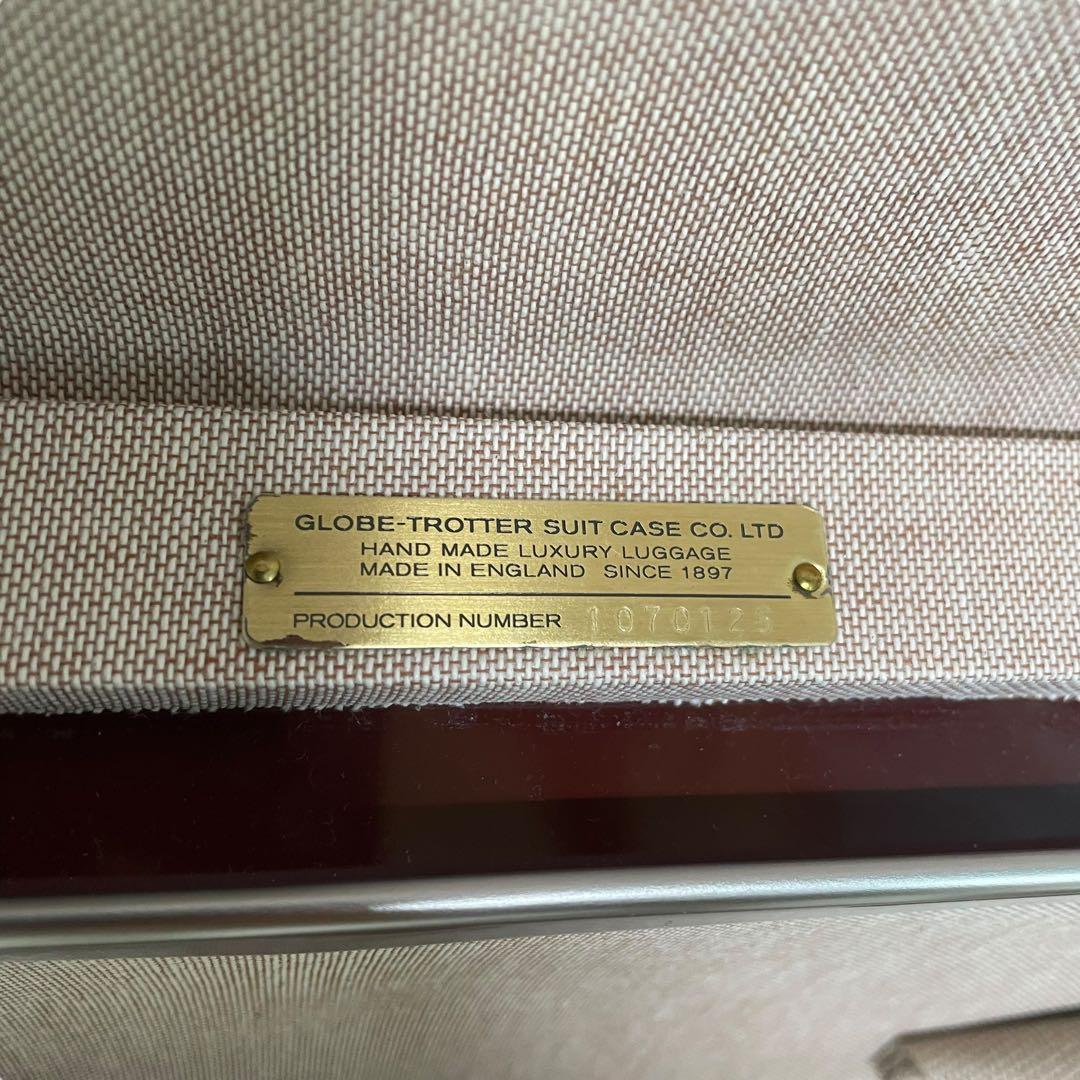 GLOBE-TROTTER SUIT CASE CO. LTD
HAND MADE LUXURY LUGGAGE
MADE IN ENGLAND SINCE 1897
PRODUCTION NUMBER 1070125